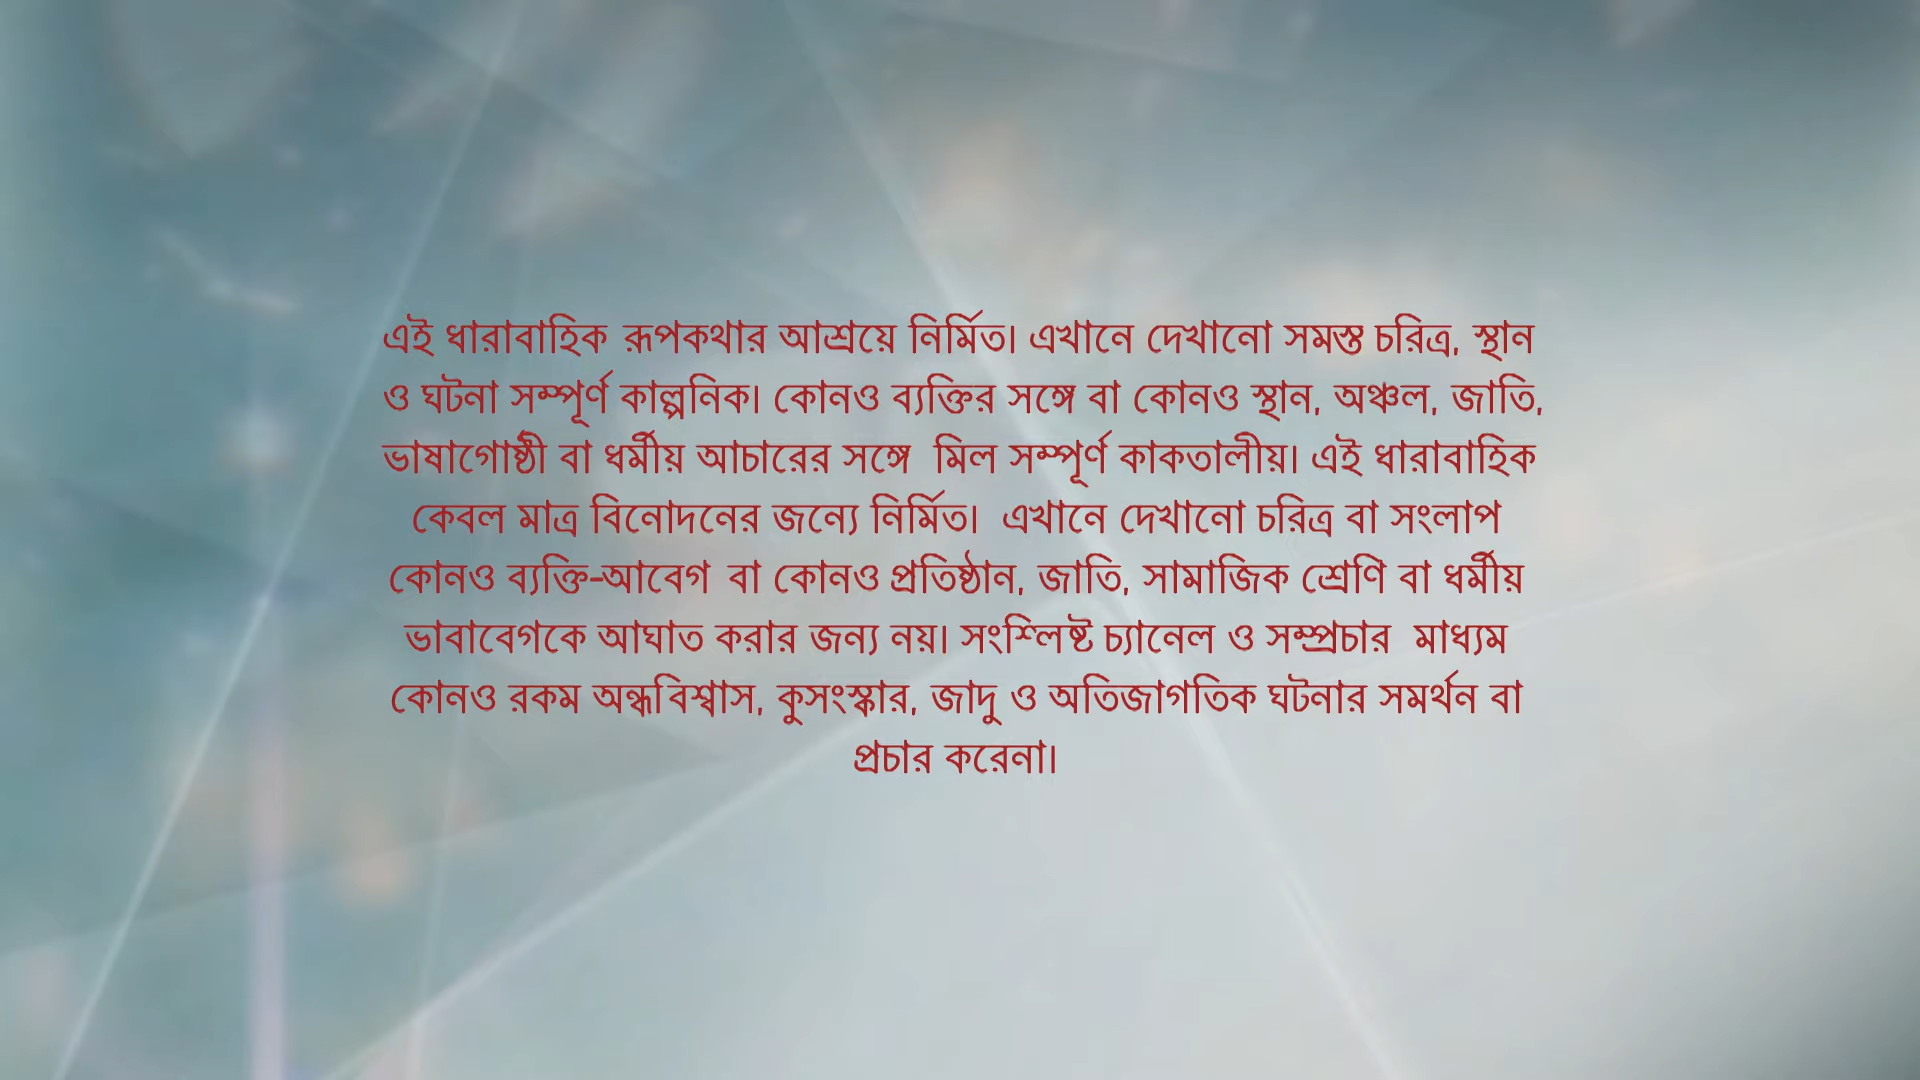 এই ধারাবাহিক রূপকথার আশ্রয়ে নির্মিত। এখানে দেখানো সমস্ত চরিত্র, স্থান
ও ঘটনা সম্পূর্ণ কাল্পনিক। কোনও ব্যক্তির সঙ্গে বা কোনও স্থান, অঞ্চল, জাতি,
ভাষাগোষ্ঠী বা ধর্মীয় আচারের সঙ্গে মিল সম্পূর্ণ কাকতালীয়। এই ধারাবাহিক
কেবল মাত্র বিনোদনের জন্যে নির্মিত। এখানে দেখানো চরিত্র বা সংলাপ
কোনও ব্যক্তি-আবেগ বা কোনও প্রতিষ্ঠান, জাতি, সামাজিক শ্রেণি বা ধর্মীয়
ভাবাবেগকে আঘাত করার জন্য নয়। সংশ্লিষ্ট চ্যানেল ও সম্প্রচার মাধ্যম
কোনও রকম অন্ধবিশ্বাস, কুসংস্কার, জাদু ও অতিজাগতিক ঘটনার সমর্থন বা
প্রচার করেনা।